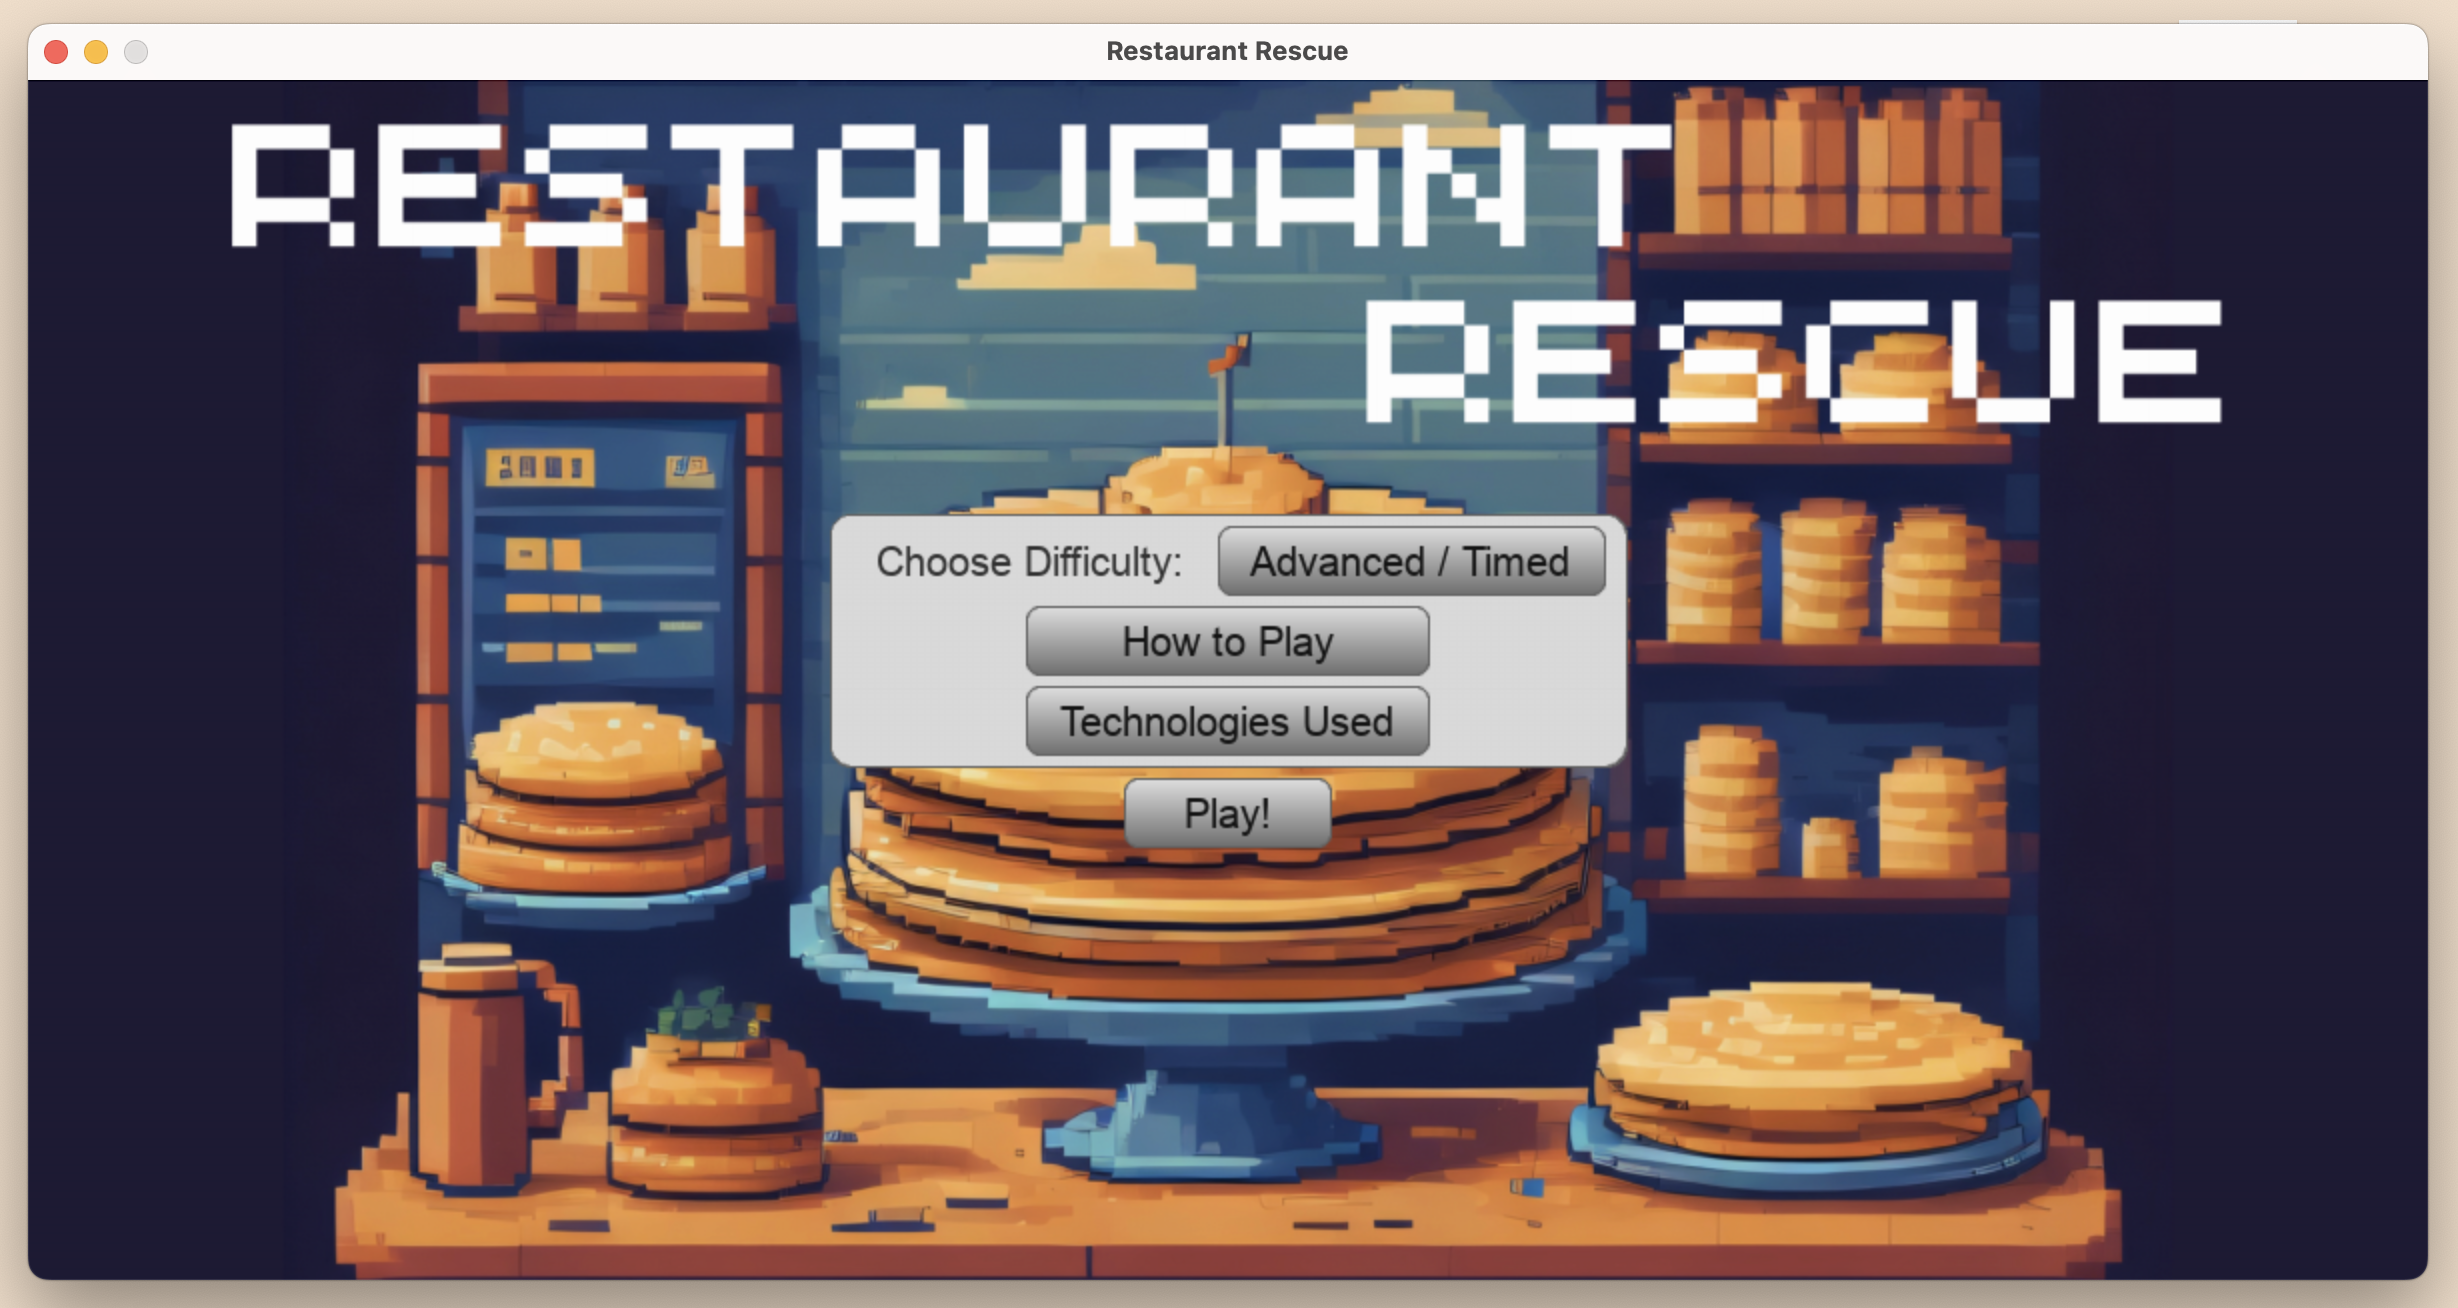 Restaurant Rescue
RESTAURANT
RESCUE
Choose Difficulty: Advanced / Timed
How to Play
Technologies Used
Play!